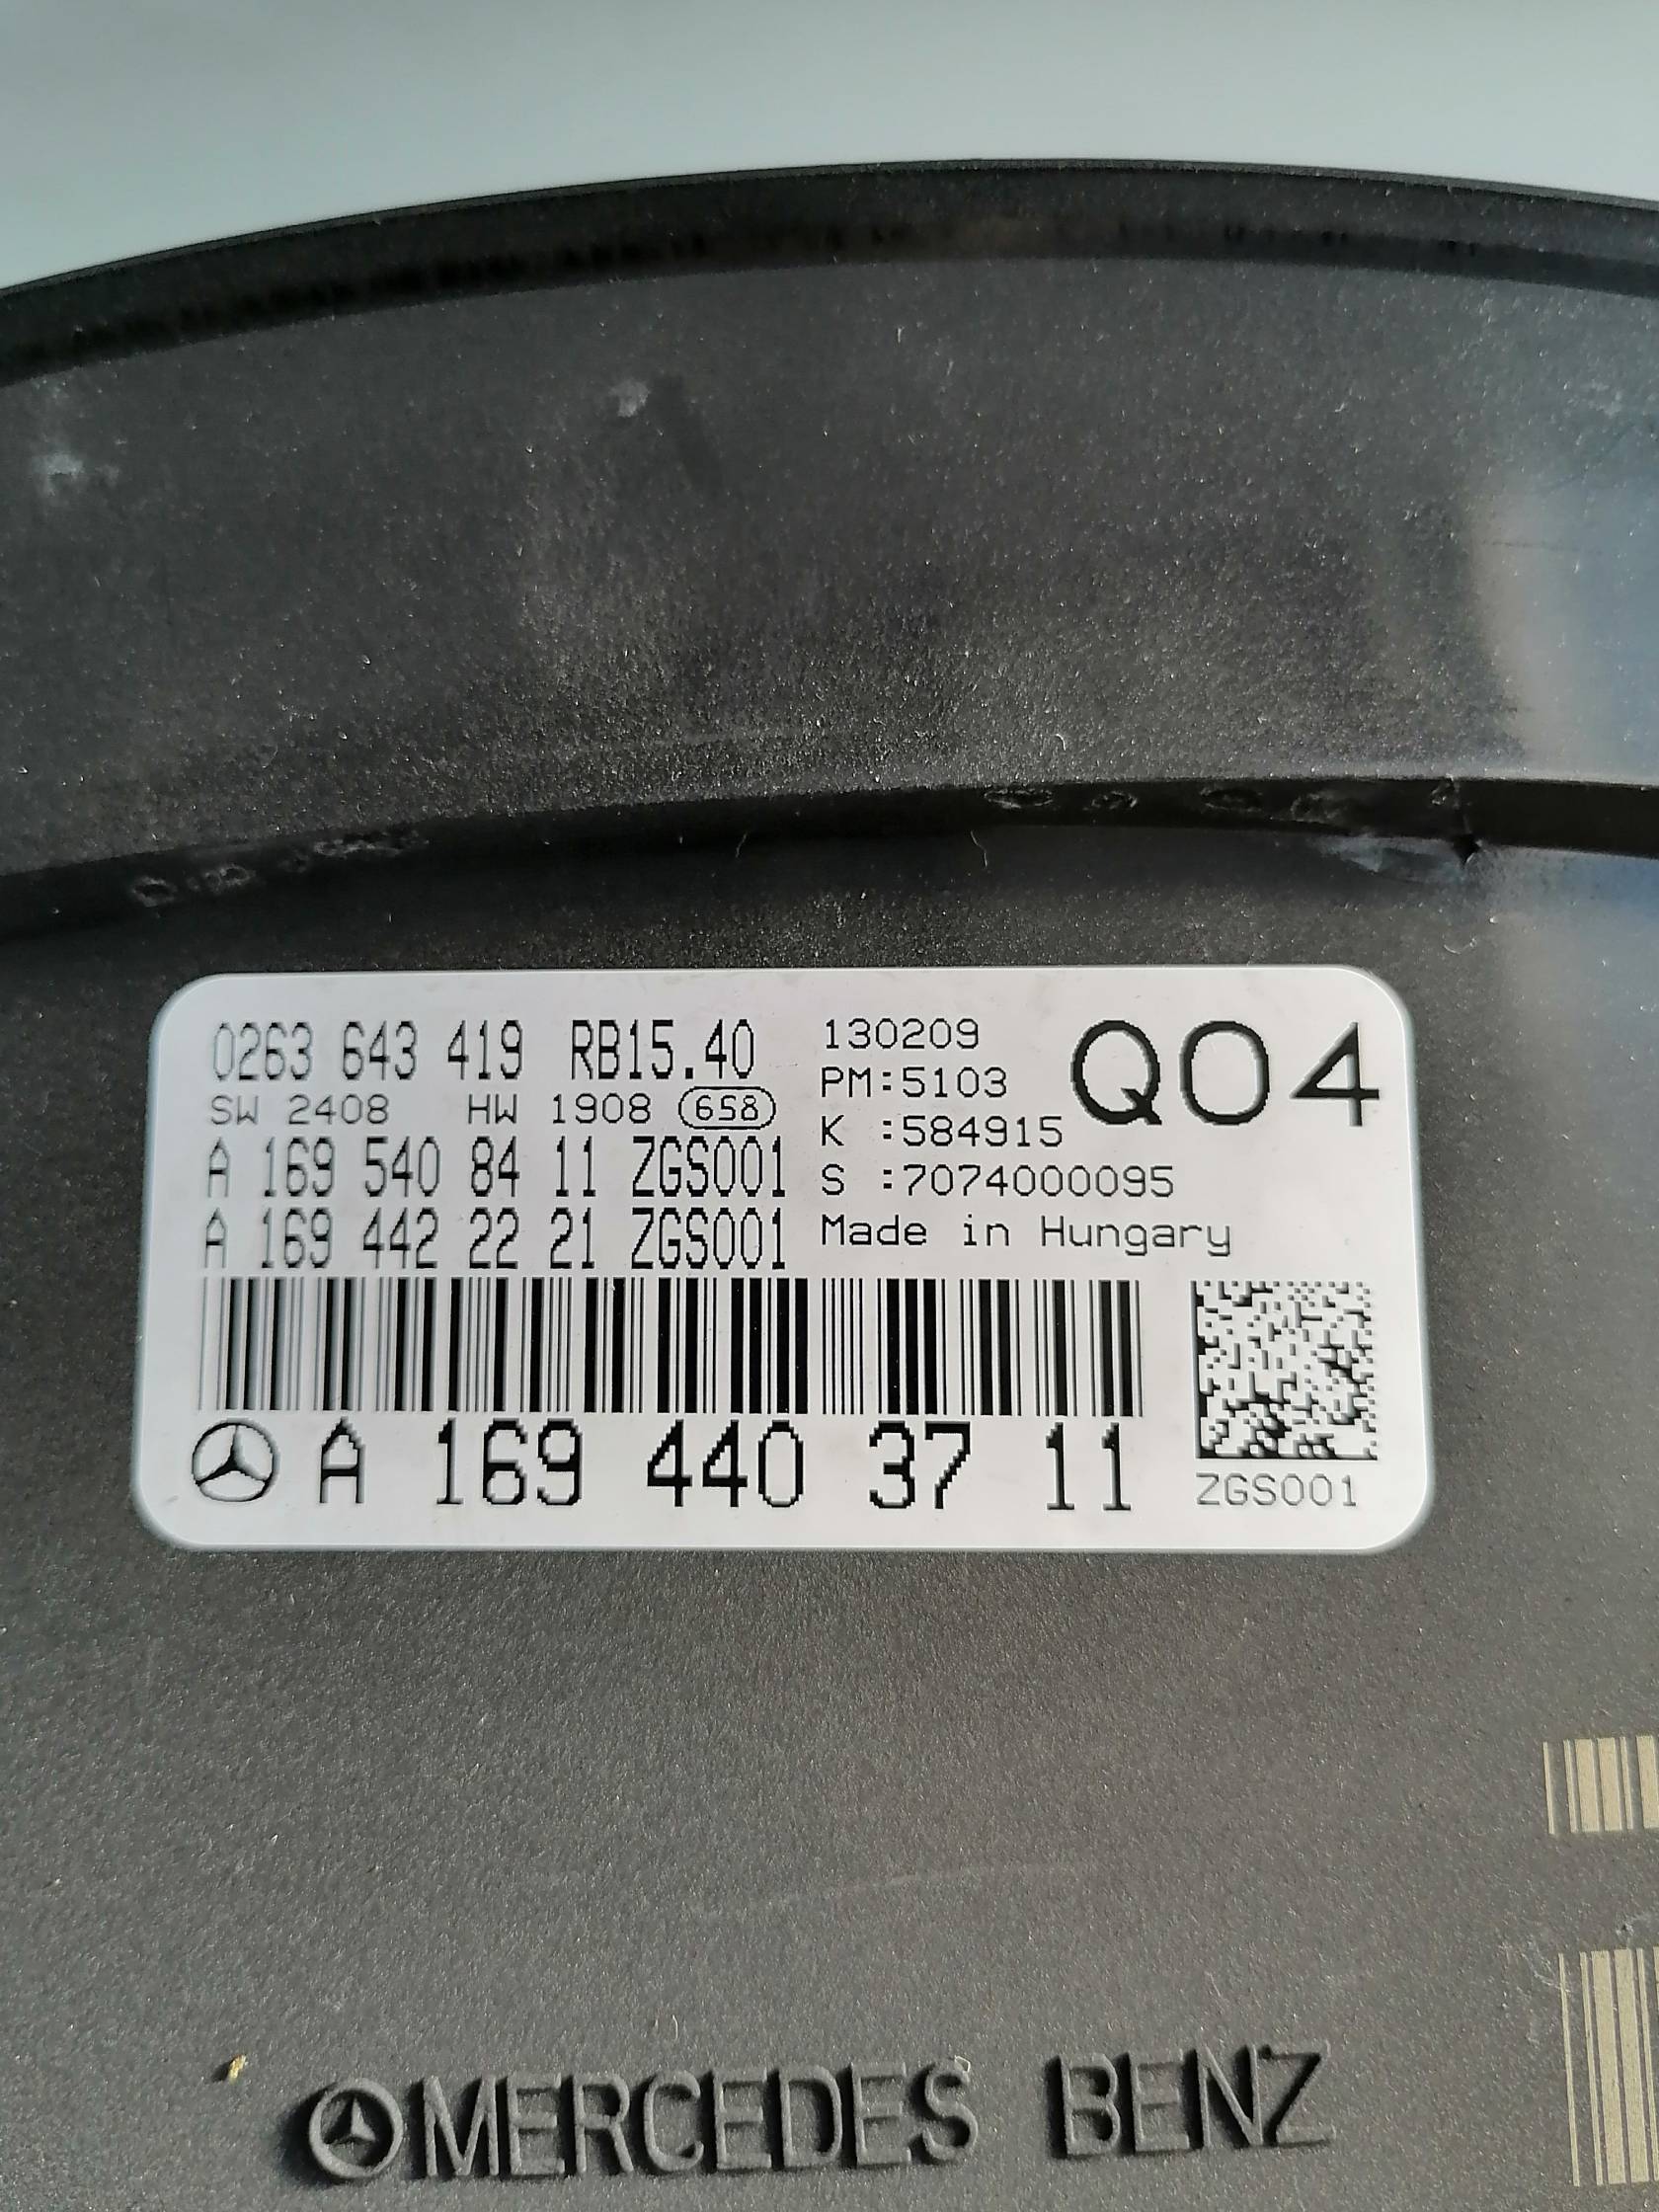 0263 643 419 RB15.40
SW 2408 HW 1908 658
A 169 540 84 11 ZGS001
A 169 442 22 21 ZGS001
130209
PM:5103
K :584915
S :7074000095
Made in Hungary
Q04
A 169 440 37 11
ZGS001
MERCEDES BENZ